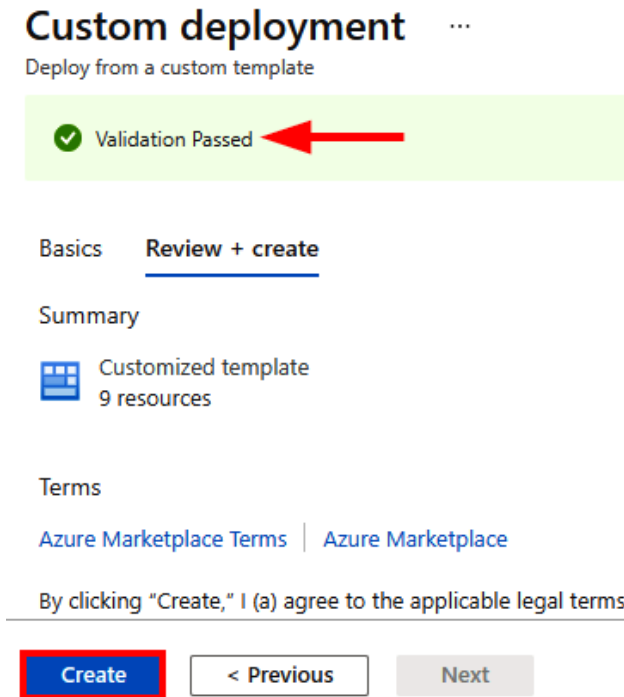 Custom deployment ...
Deploy from a custom template
Validation Passed
Basics Review + create
Summary
Customized template
9 resources
Terms
Azure Marketplace Terms | Azure Marketplace
By clicking “Create,” I (a) agree to the applicable legal terms
Create < Previous Next